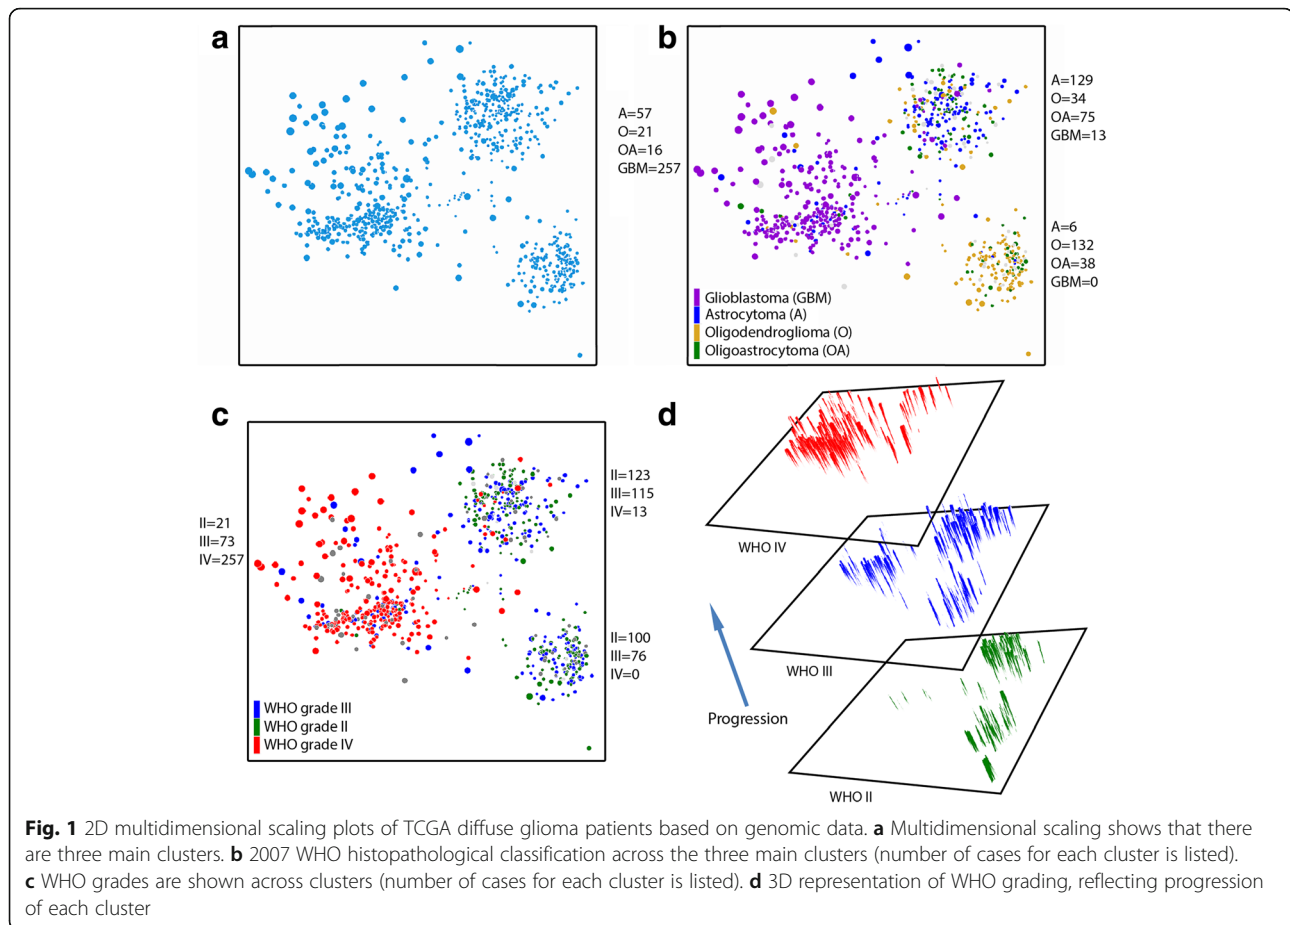 a
b
A=57
O=21
OA=16
GBM=257
A=129
O=34
OA=75
GBM=13
A=6
O=132
OA=38
GBM=0
Glioblastoma (GBM)
Astrocytoma (A)
Oligodendroglioma (O)
Oligoastrocytoma (OA)
c
d
II=21
III=73
IV=257
II=123
III=115
IV=13
II=100
III=76
IV=0
WHO grade III
WHO grade II
WHO grade IV
WHO IV
WHO III
Progression
WHO II
Fig. 1 2D multidimensional scaling plots of TCGA diffuse glioma patients based on genomic data. a Multidimensional scaling shows that there
are three main clusters. b 2007 WHO histopathological classification across the three main clusters (number of cases for each cluster is listed).
c WHO grades are shown across clusters (number of cases for each cluster is listed). d 3D representation of WHO grading, reflecting progression
of each cluster